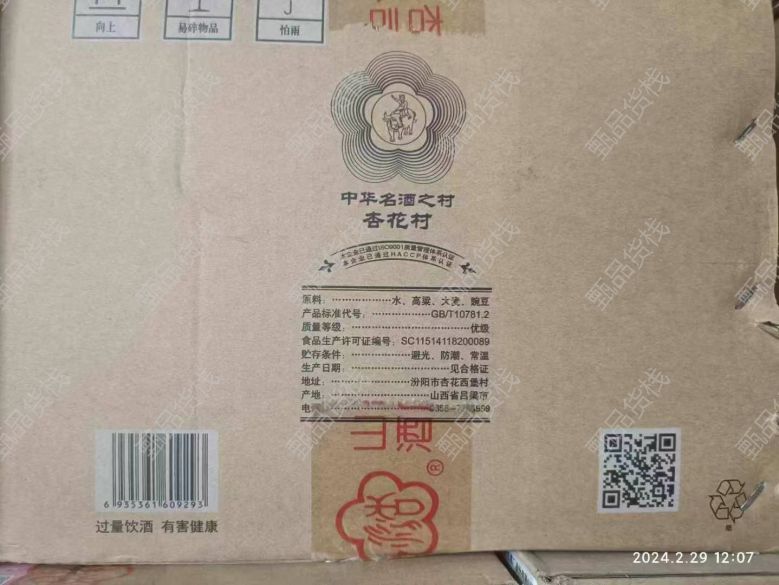 向上
易碎物品
怕雨
中华名酒之村
杏花村
本企业已通过ISO9001质量管理体系认证
本企业已通过HACCP体系认证
原料：水、高粱、大麦、豌豆
产品标准代号：GB/T10781.2
质量等级：优级
食品生产许可证编号：SC11514118200089
贮存条件：避光、防潮、常温
生产日期：见合格证
地址：汾阳市杏花西堡村
产地：山西省吕梁市
6 935361 609293
过量饮酒 有害健康
甄品货栈
2024.2.29 12:07